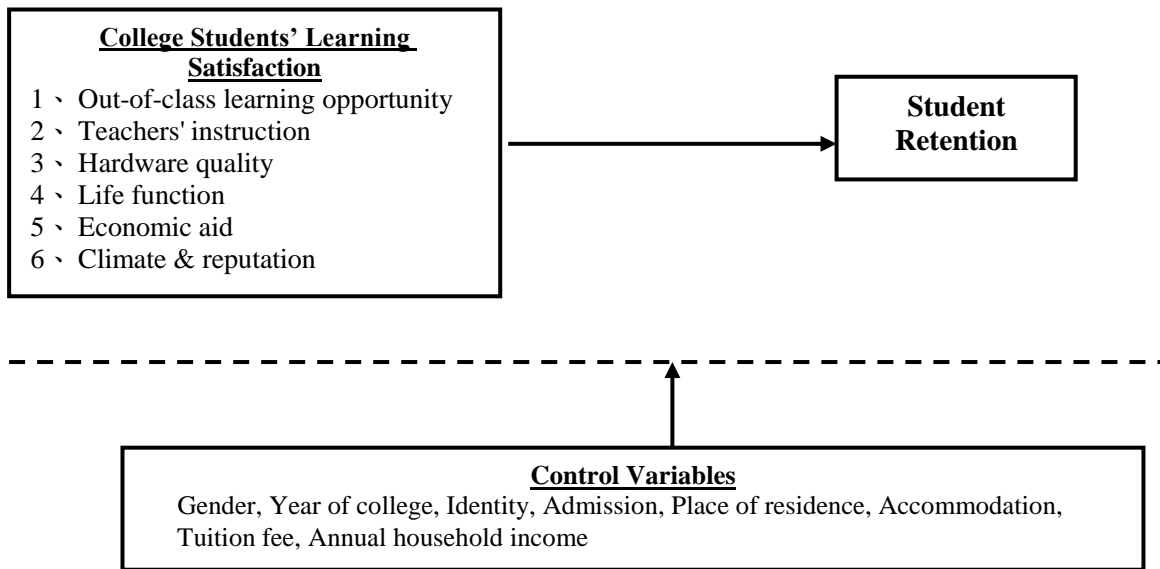 College Students’ Learning
Satisfaction
1、 Out-of-class learning opportunity
2、 Teachers' instruction
3、 Hardware quality
4、 Life function
5、 Economic aid
6、 Climate & reputation
Student
Retention
Control Variables
Gender, Year of college, Identity, Admission, Place of residence, Accommodation,
Tuition fee, Annual household income